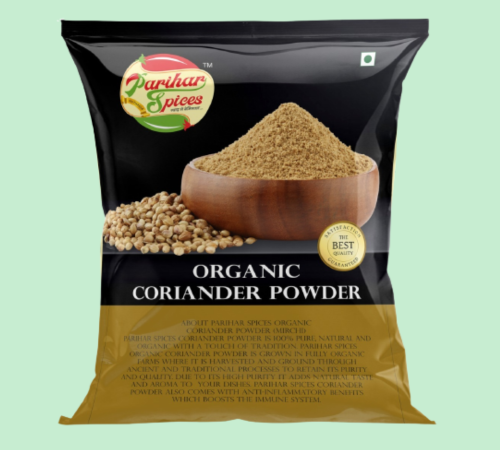 TM
Parihar
Spices
SATISFACTION
THE
BEST
QUALITY
GUARANTEED
ORGANIC
CORIANDER POWDER
ABOUT PARIHAR SPICES ORGANIC
CORIANDER POWDER (MIRCHI)
PARIHAR SPICES CORIANDER POWDER IS 100% PURE, NATURAL AND
ORGANIC WITH A TOUCH OF TRADITION. PARIHAR SPICES
ORGANIC CORIANDER POWDER IS GROWN IN FULLY ORGANIC
FARMS WHERE IT IS HARVESTED AND GROUND THROUGH
ANCIENT AND TRADITIONAL PROCESSES TO RETAIN ITS PURITY
AND QUALITY. DUE TO ITS HIGH PURITY IT ADDS NATURAL TASTE
AND AROMA TO YOUR DISHES. PARIHAR SPICES CORIANDER
POWDER ALSO COMES WITH ANTI-INFLAMMATORY BENEFITS
WHICH BOOSTS THE IMMUNE SYSTEM.